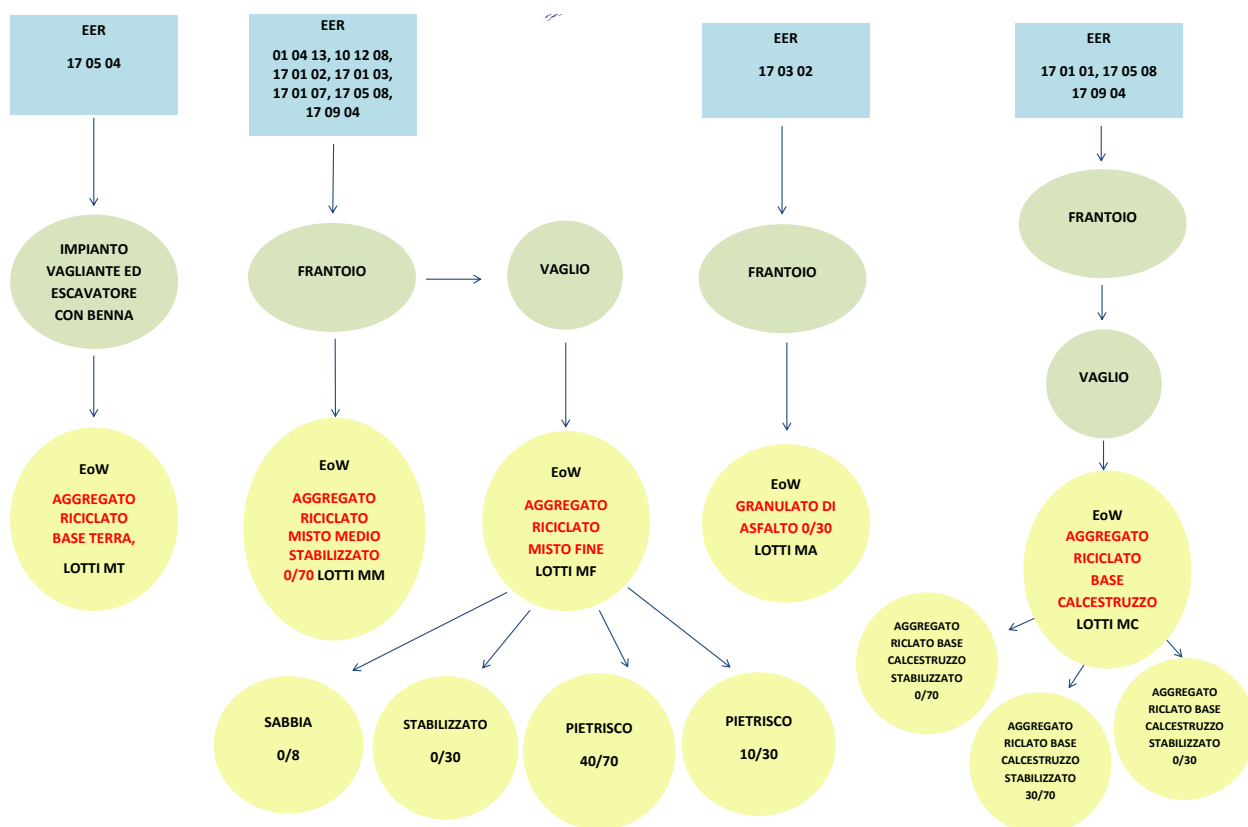 EER
17 05 04
EER
01 04 13, 10 12 08,
17 01 02, 17 01 03,
17 01 07, 17 05 08,
17 09 04
EER
17 03 02
EER
17 01 01, 17 05 08
17 09 04
IMPIANTO
VAGLIANTE ED
ESCAVATORE
CON BENNA
FRANTOIO
VAGLIO
FRANTOIO
FRANTOIO
VAGLIO
EoW
AGGREGATO
RICICLATO
BASE TERRA,
LOTTI MT
EoW
AGGREGATO
RICICLATO
MISTO MEDIO
STABILIZZATO
0/70 LOTTI MM
EoW
AGGREGATO
RICICLATO
MISTO FINE
LOTTI MF
EoW
GRANULATO DI
ASFALTO 0/30
LOTTI MA
EoW
AGGREGATO
RICICLATO
BASE
CALCESTRUZZO
LOTTI MC
SABBIA
0/8
STABILIZZATO
0/30
PIETRISCO
40/70
PIETRISCO
10/30
AGGREGATO
RICLATO BASE
CALCESTRUZZO
STABILIZZATO
0/70
AGGREGATO
RICLATO BASE
CALCESTRUZZO
STABILIZZATO
30/70
AGGREGATO
RICLATO BASE
CALCESTRUZZO
STABILIZZATO
0/30